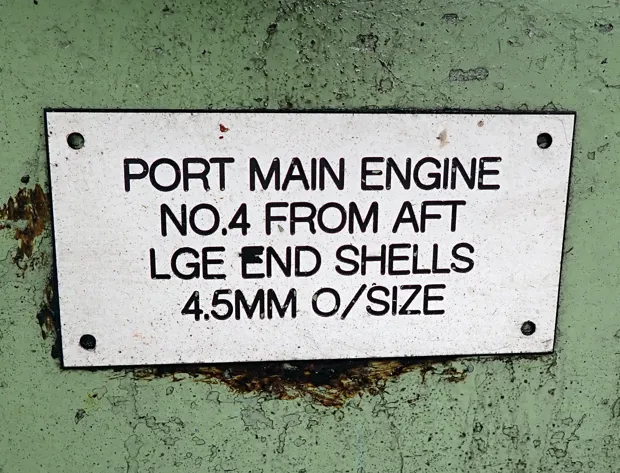 PORT MAIN ENGINE
NO.4 FROM AFT
LGE END SHELLS
4.5MM O/SIZE